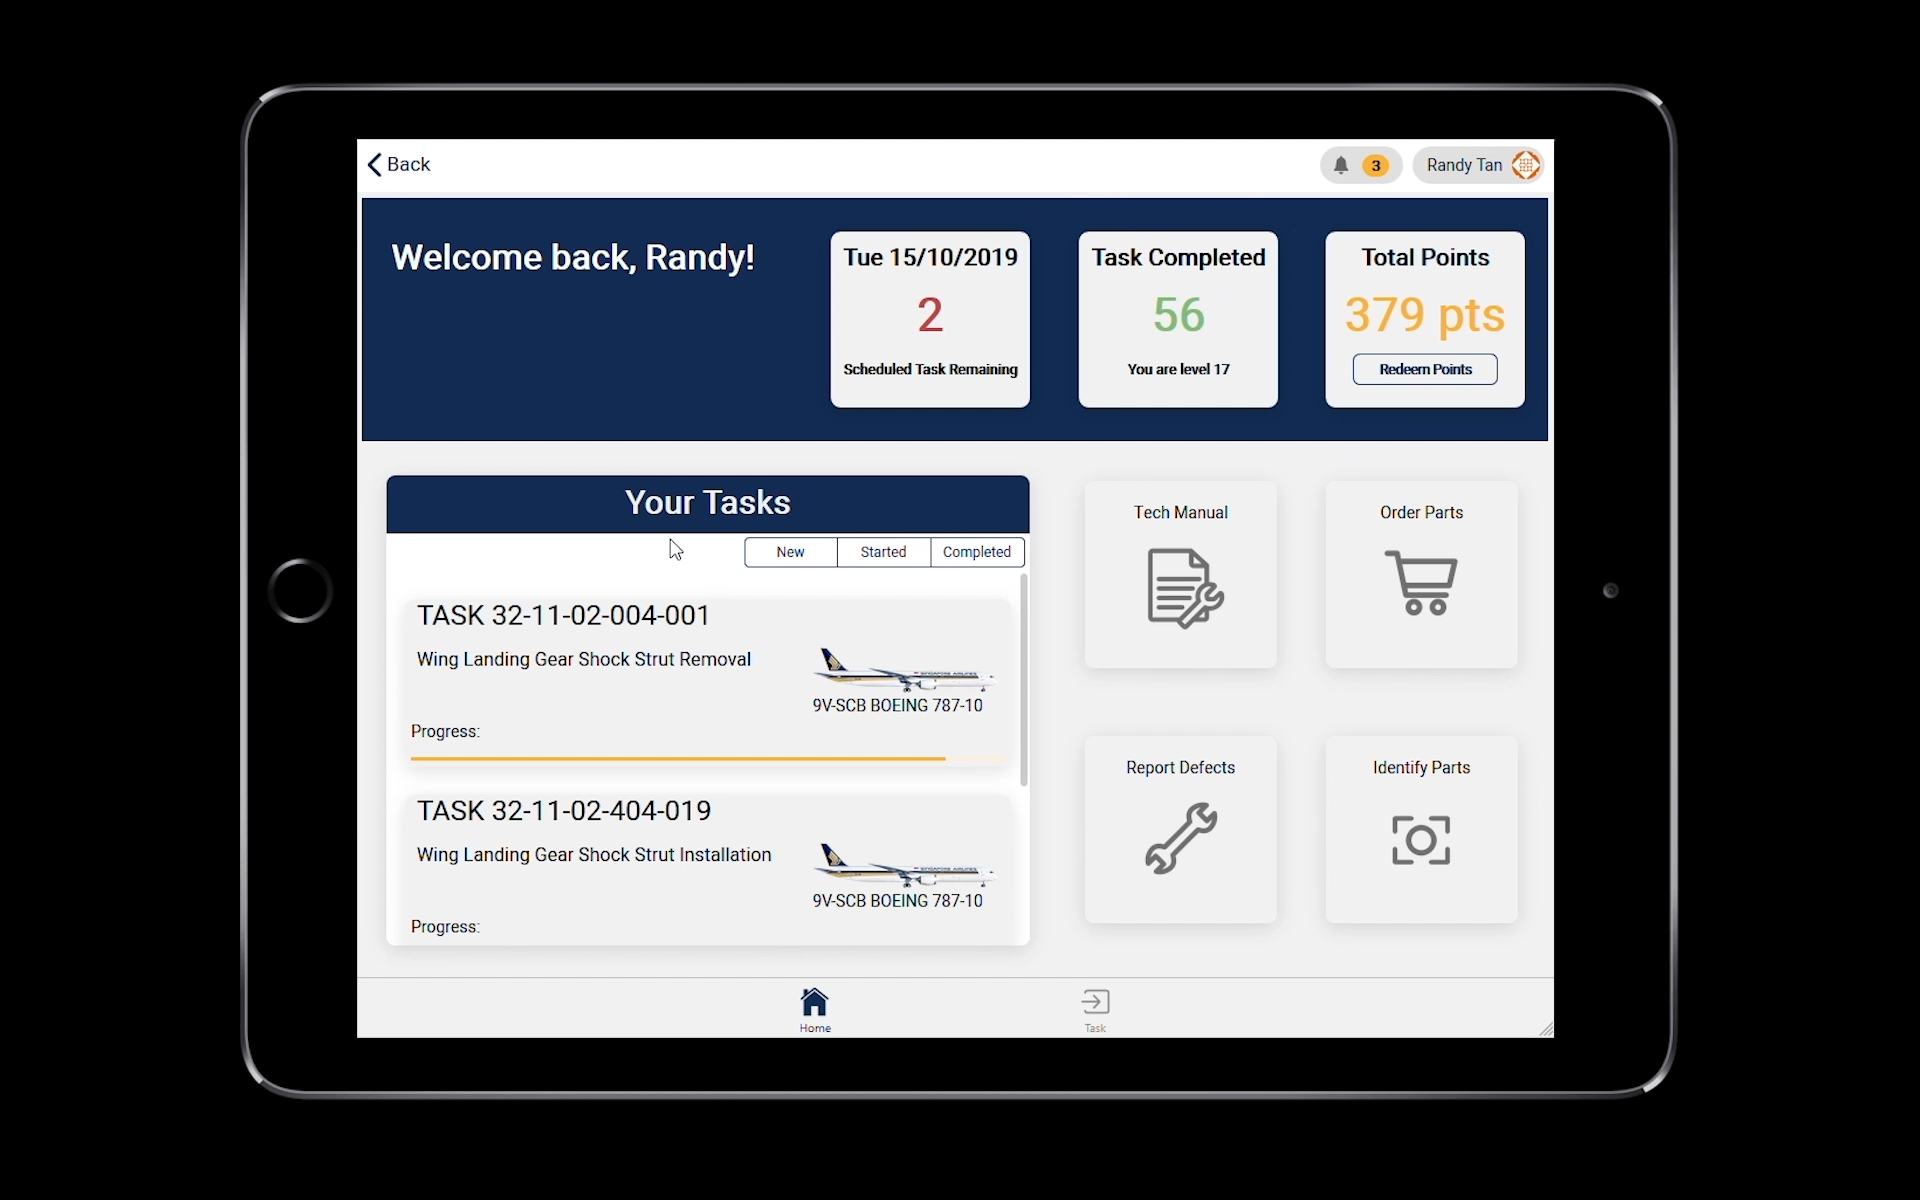 Back
3
Randy Tan
Welcome back, Randy!
Tue 15/10/2019
2
Scheduled Task Remaining
Task Completed
56
You are level 17
Total Points
379 pts
Redeem Points
Your Tasks
New
Started
Completed
TASK 32-11-02-004-001
Wing Landing Gear Shock Strut Removal
SINGAPORE AIRLINES
9V-SCB BOEING 787-10
Progress:
TASK 32-11-02-404-019
Wing Landing Gear Shock Strut Installation
SINGAPORE AIRLINES
9V-SCB BOEING 787-10
Progress:
Tech Manual
Order Parts
Report Defects
Identify Parts
Home
Task